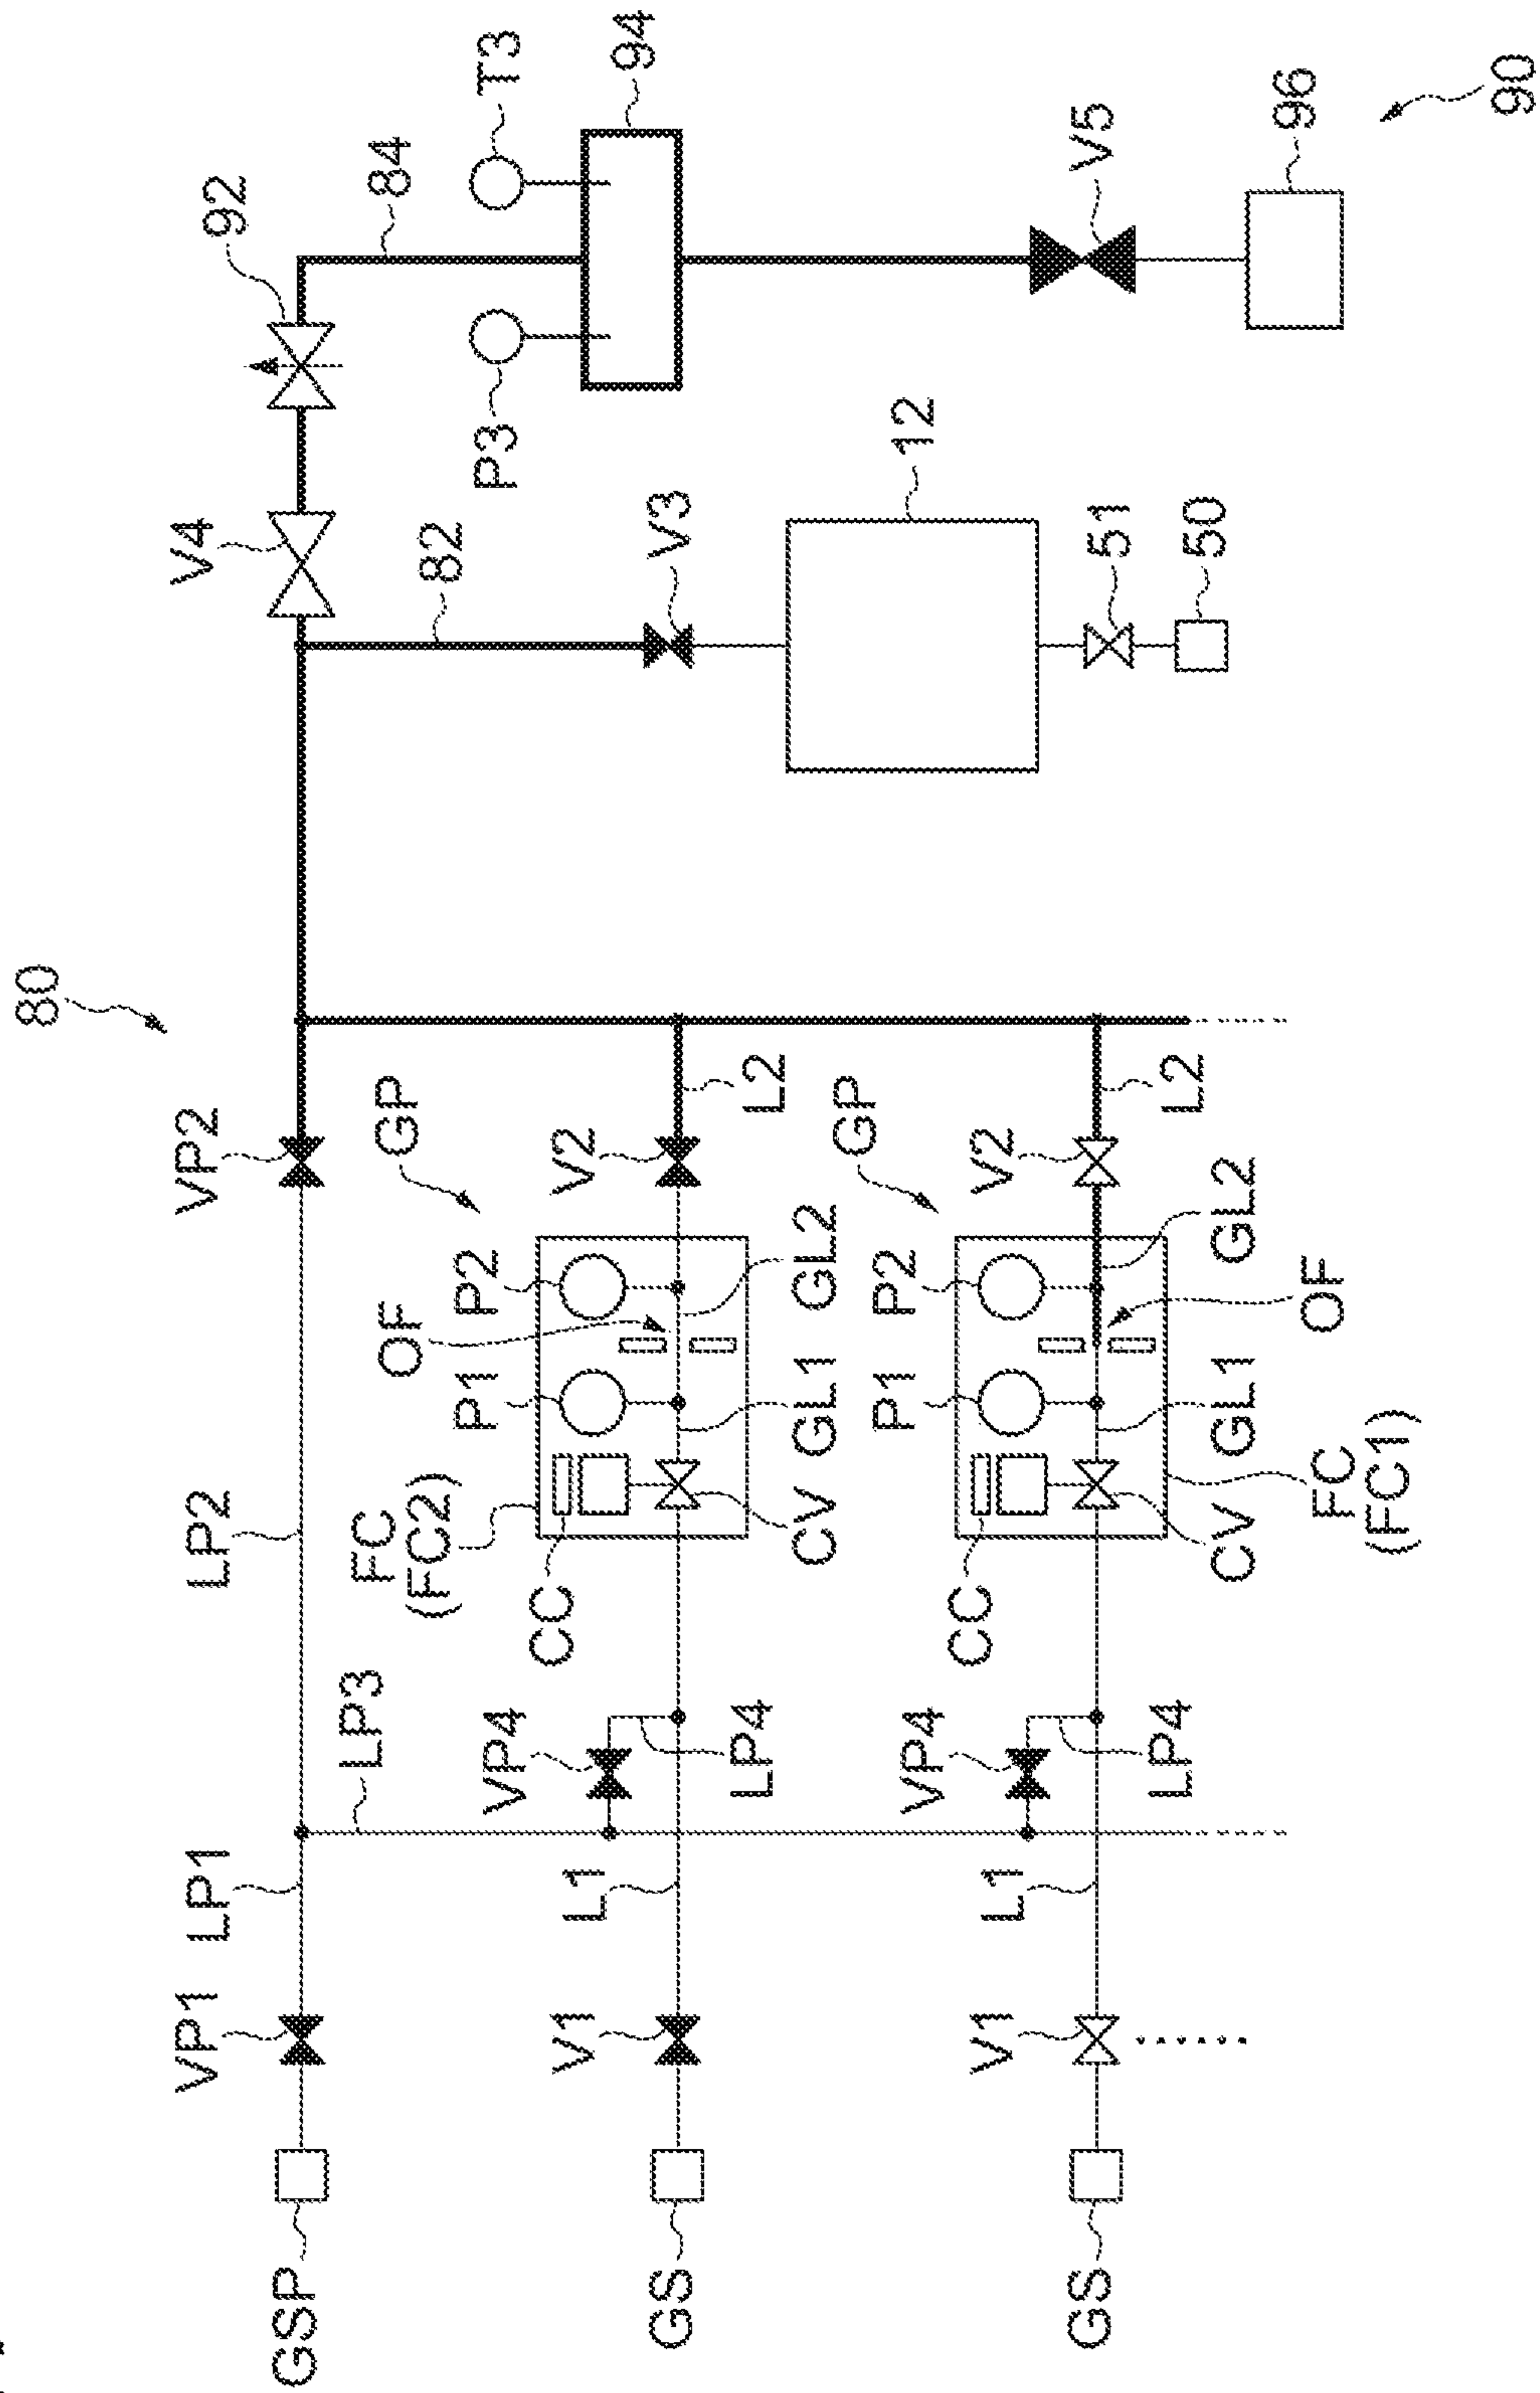 80
VP1
LP1
LP2
VP2
V4
92
GSP
LP3
FC
(FC2)
GP
84
OF
82
VP4
P1
P2
P3
T3
CC
V1
L1
V2
94
GS
V3
LP4
L2
CV
GL1
GL2
GP
P1
P2
12
VP4
CC
V1
L1
V2
GS
51
V5
LP4
L2
50
CV
GL1
GL2
96
FC
(FC1)
OF
90